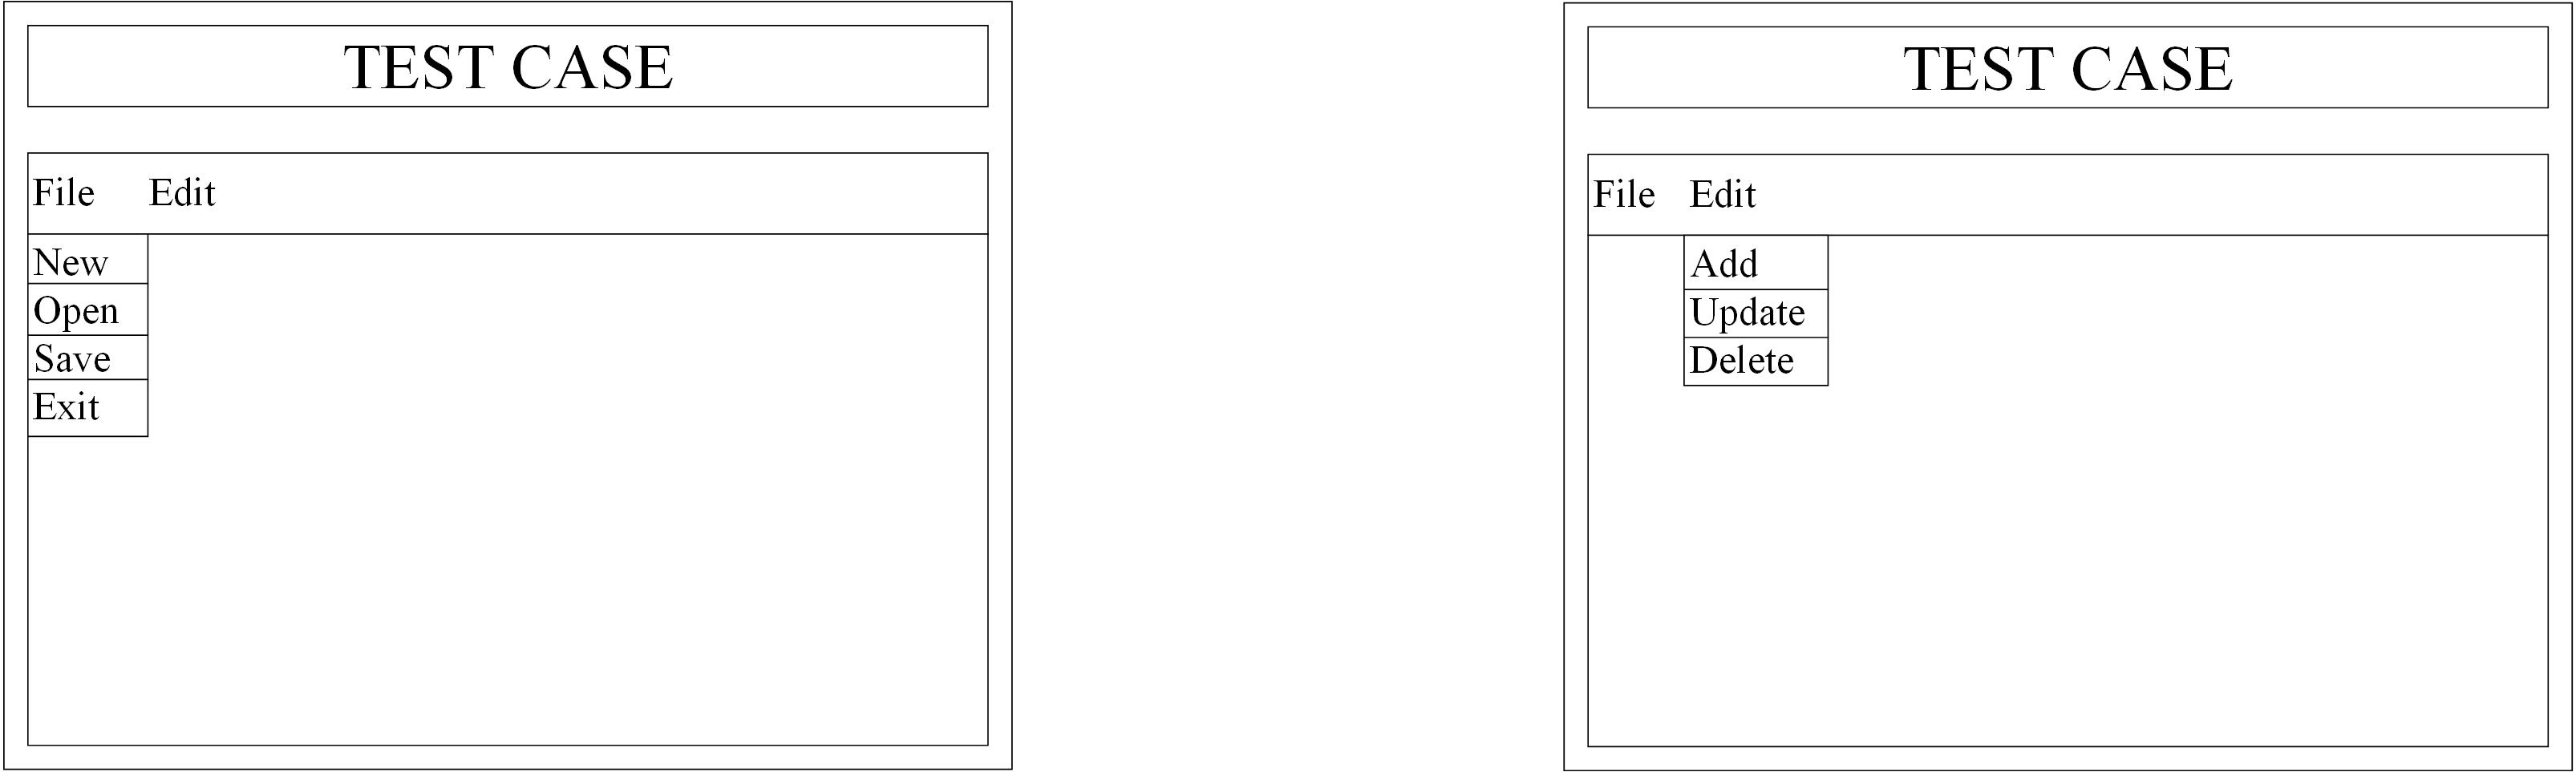 TEST CASE
File Edit
New
Open
Save
Exit
TEST CASE
File Edit
Add
Update
Delete